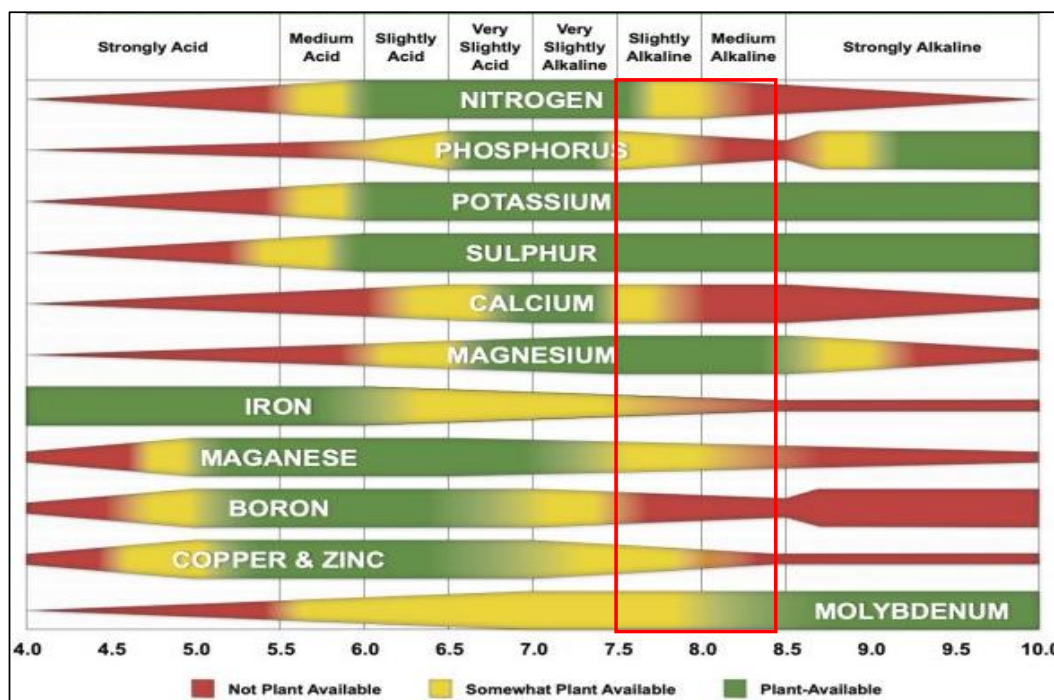 Strongly Acid
Medium
Acid
Slightly
Acid
Very
Slightly
Acid
Very
Slightly
Alkaline
Slightly
Alkaline
Medium
Alkaline
Strongly Alkaline
NITROGEN
PHOSPHORUS
POTASSIUM
SULPHUR
CALCIUM
MAGNESIUM
IRON
MAGANESE
BORON
COPPER & ZINC
MOLYBDENUM
4.0 4.5 5.0 5.5 6.0 6.5 7.0 7.5 8.0 8.5 9.0 9.5 10.0
Not Plant Available Somewhat Plant Available Plant-Available